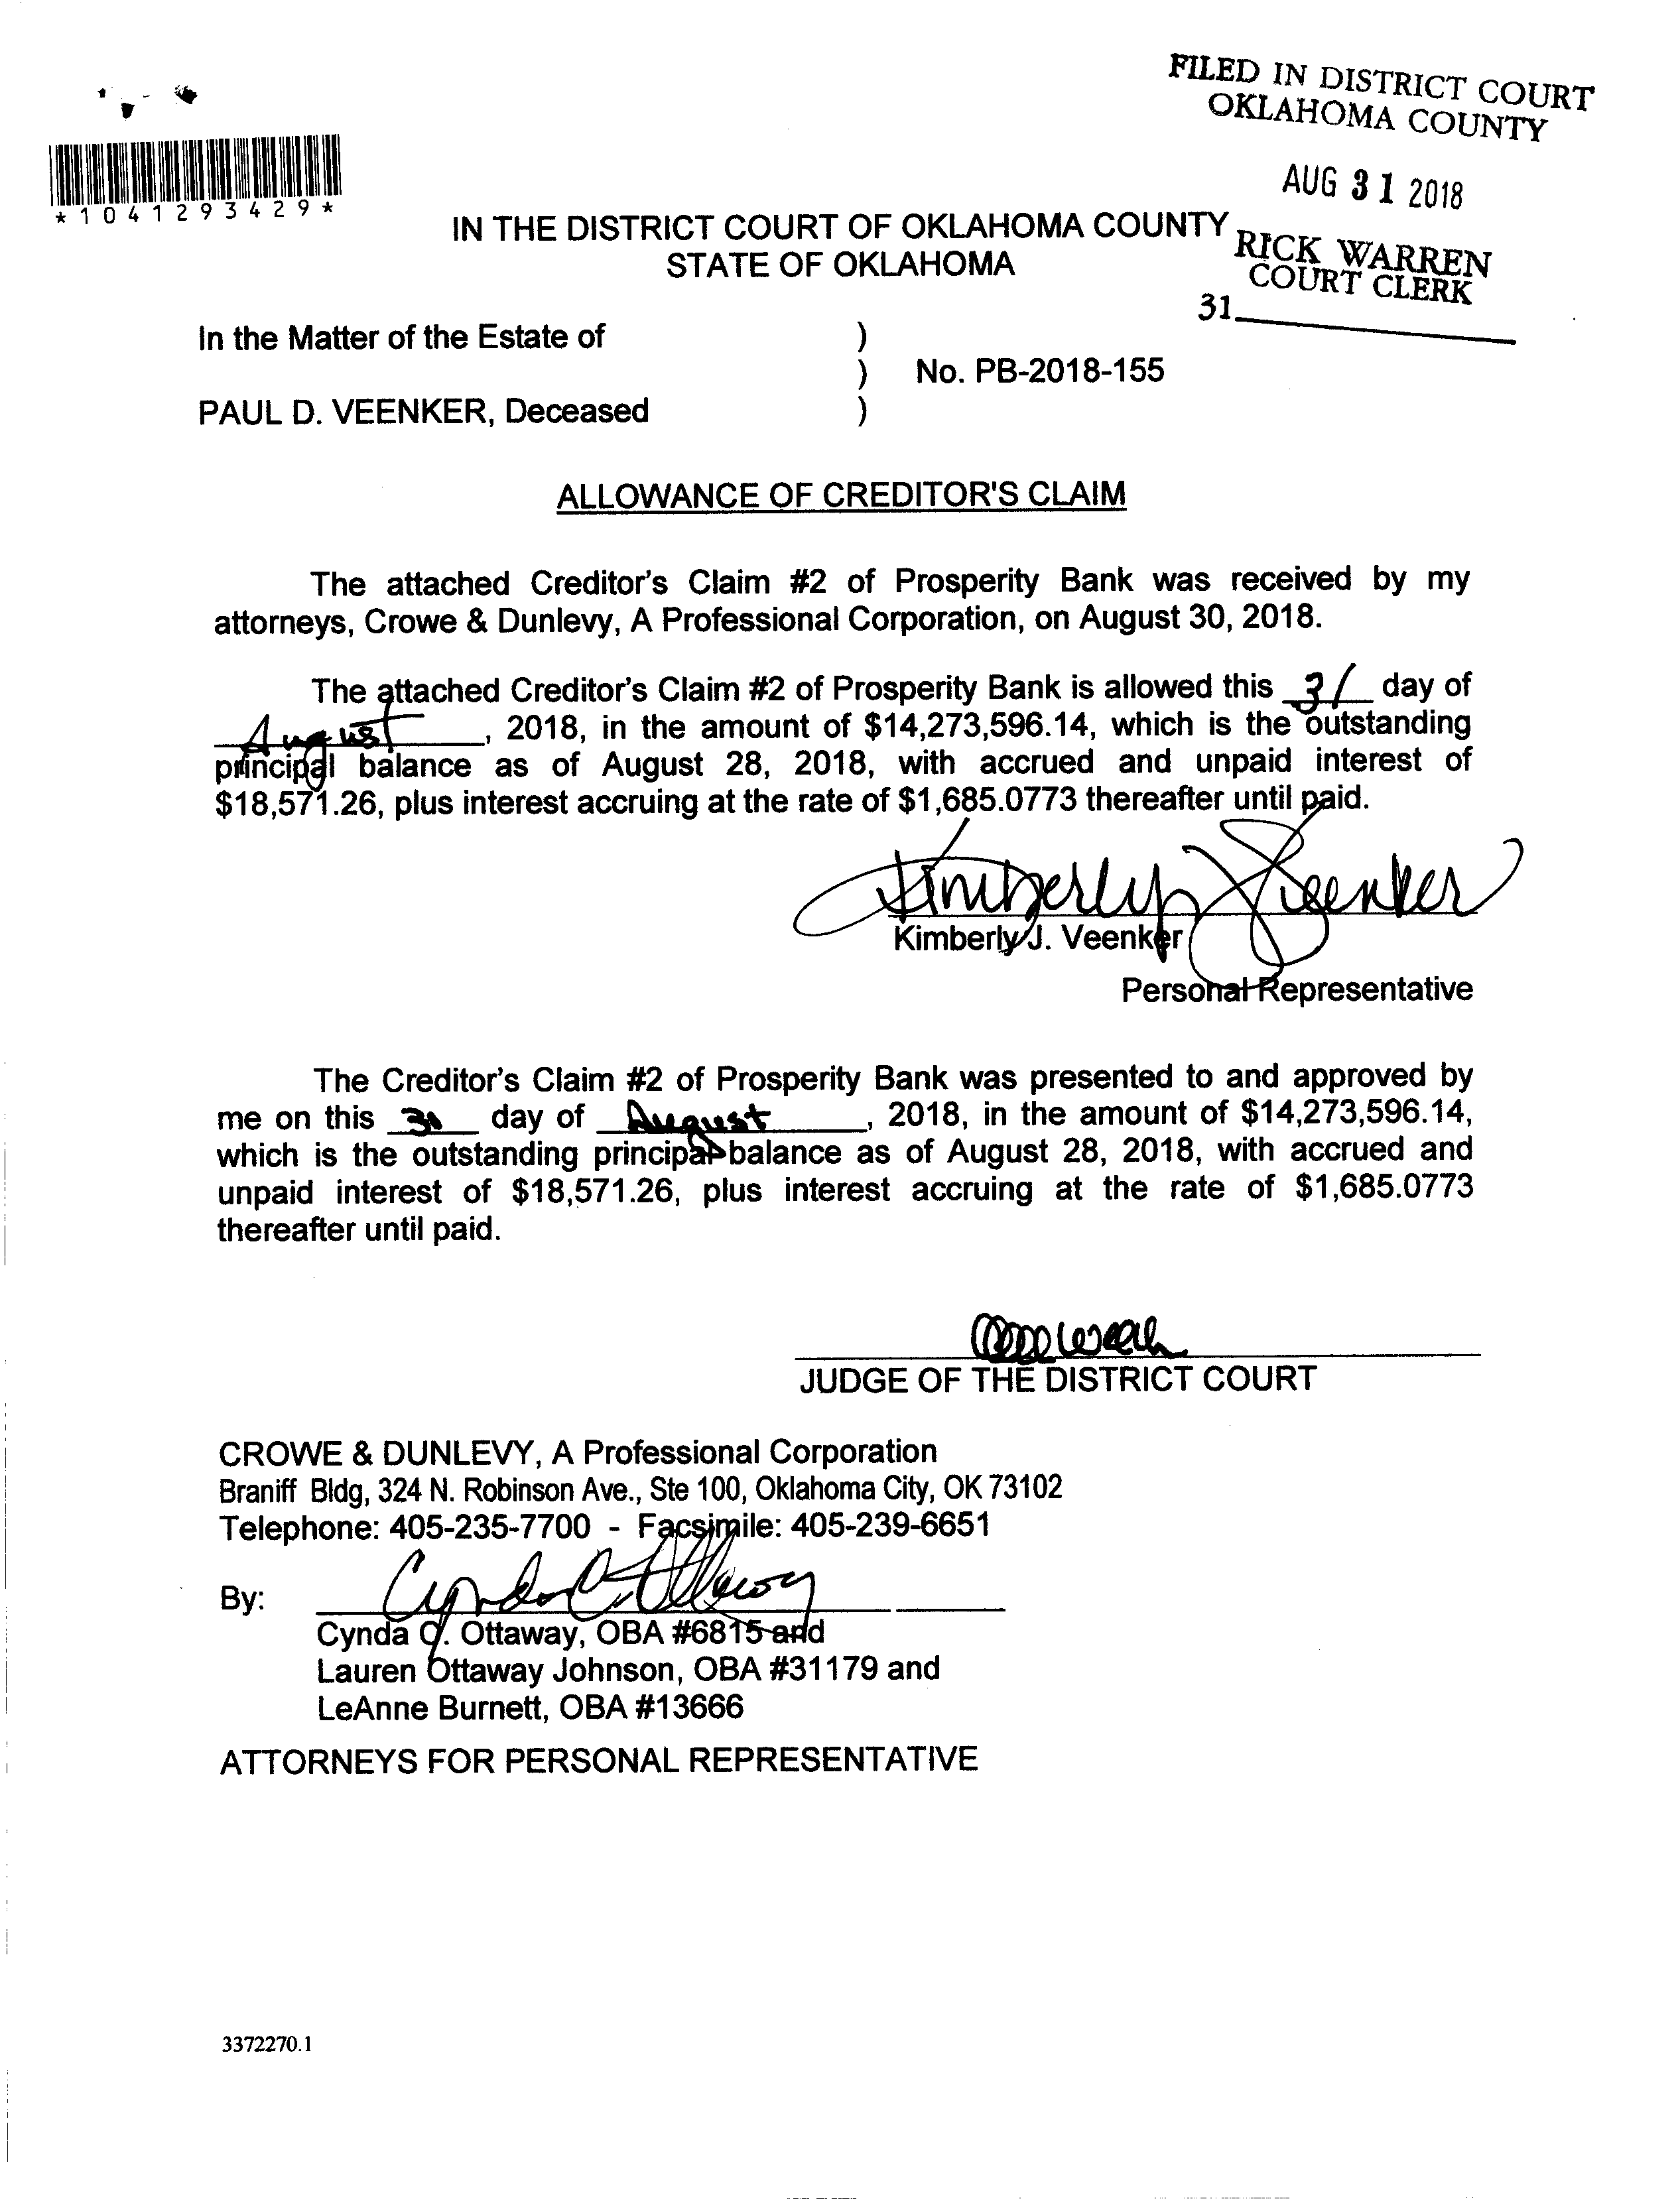 FILED IN DISTRICT COURT
OKLAHOMA COUNTY
AUG 31 2018
RICK WARREN
COURT CLERK
31
*1041293429*
IN THE DISTRICT COURT OF OKLAHOMA COUNTY
STATE OF OKLAHOMA
In the Matter of the Estate of )
) No. PB-2018-155
PAUL D. VEENKER, Deceased )
ALLOWANCE OF CREDITOR'S CLAIM
The attached Creditor's Claim #2 of Prosperity Bank was received by my
attorneys, Crowe & Dunlevy, A Professional Corporation, on August 30, 2018.
The attached Creditor's Claim #2 of Prosperity Bank is allowed this 31 day of
August, 2018, in the amount of $14,273,596.14, which is the outstanding
principal balance as of August 28, 2018, with accrued and unpaid interest of
$18,571.26, plus interest accruing at the rate of $1,685.0773 thereafter until paid.
Kimberly J Veenker
Kimberly J. Veenker
Personal Representative
The Creditor's Claim #2 of Prosperity Bank was presented to and approved by
me on this day of August, 2018, in the amount of $14,273,596.14,
which is the outstanding principal balance as of August 28, 2018, with accrued and
unpaid interest of $18,571.26, plus interest accruing at the rate of $1,685.0773
thereafter until paid.
JUDGE OF THE DISTRICT COURT
CROWE & DUNLEVY, A Professional Corporation
Braniff Bldg, 324 N. Robinson Ave., Ste 100, Oklahoma City, OK 73102
Telephone: 405-235-7700 - Facsimile: 405-239-6651
By: Cynda C. Ottaway
Cynda C. Ottaway, OBA #6815 and
Lauren Ottaway Johnson, OBA #31179 and
LeAnne Burnett, OBA #13666
ATTORNEYS FOR PERSONAL REPRESENTATIVE
3372270.1